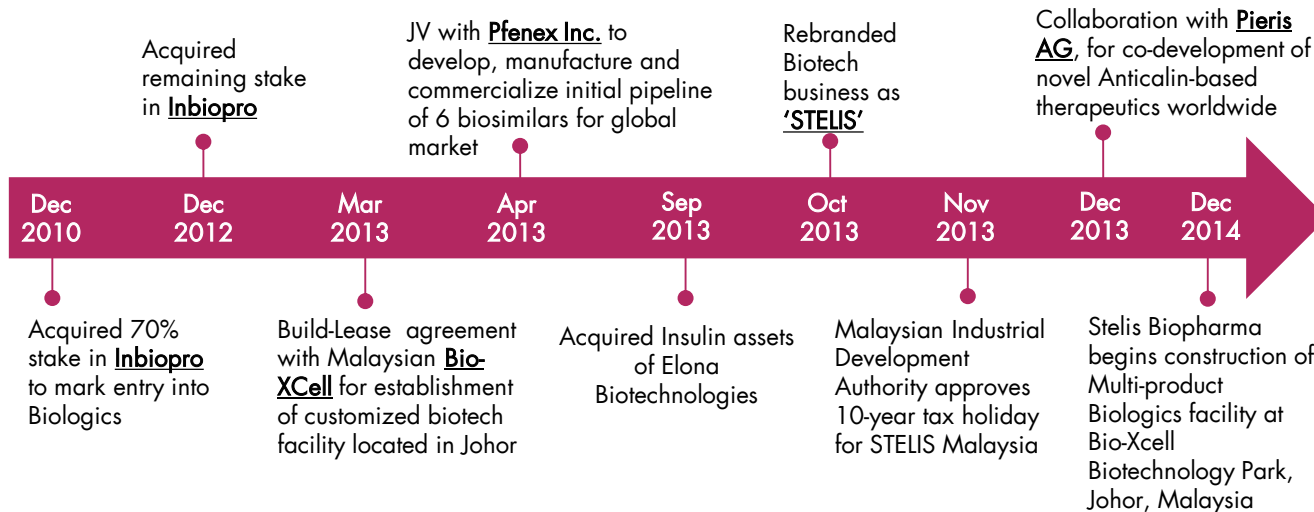 Acquired
remaining stake
in Inbiopro
JV with Pfenex Inc. to
develop, manufacture and
commercialize initial pipeline
of 6 biosimilars for global
market
Rebranded
Biotech
business as
‘STELIS’
Collaboration with Pieris
AG, for co-development of
novel Anticalin-based
therapeutics worldwide
Dec
2010
Dec
2012
Mar
2013
Apr
2013
Sep
2013
Oct
2013
Nov
2013
Dec
2013
Dec
2014
Acquired 70%
stake in Inbiopro
to mark entry into
Biologics
Build-Lease agreement
with Malaysian Bio-
XCell for establishment
of customized biotech
facility located in Johor
Acquired Insulin assets
of Elona
Biotechnologies
Malaysian Industrial
Development
Authority approves
10-year tax holiday
for STELIS Malaysia
Stelis Biopharma
begins construction of
Multi-product
Biologics facility at
Bio-Xcell
Biotechnology Park,
Johor, Malaysia